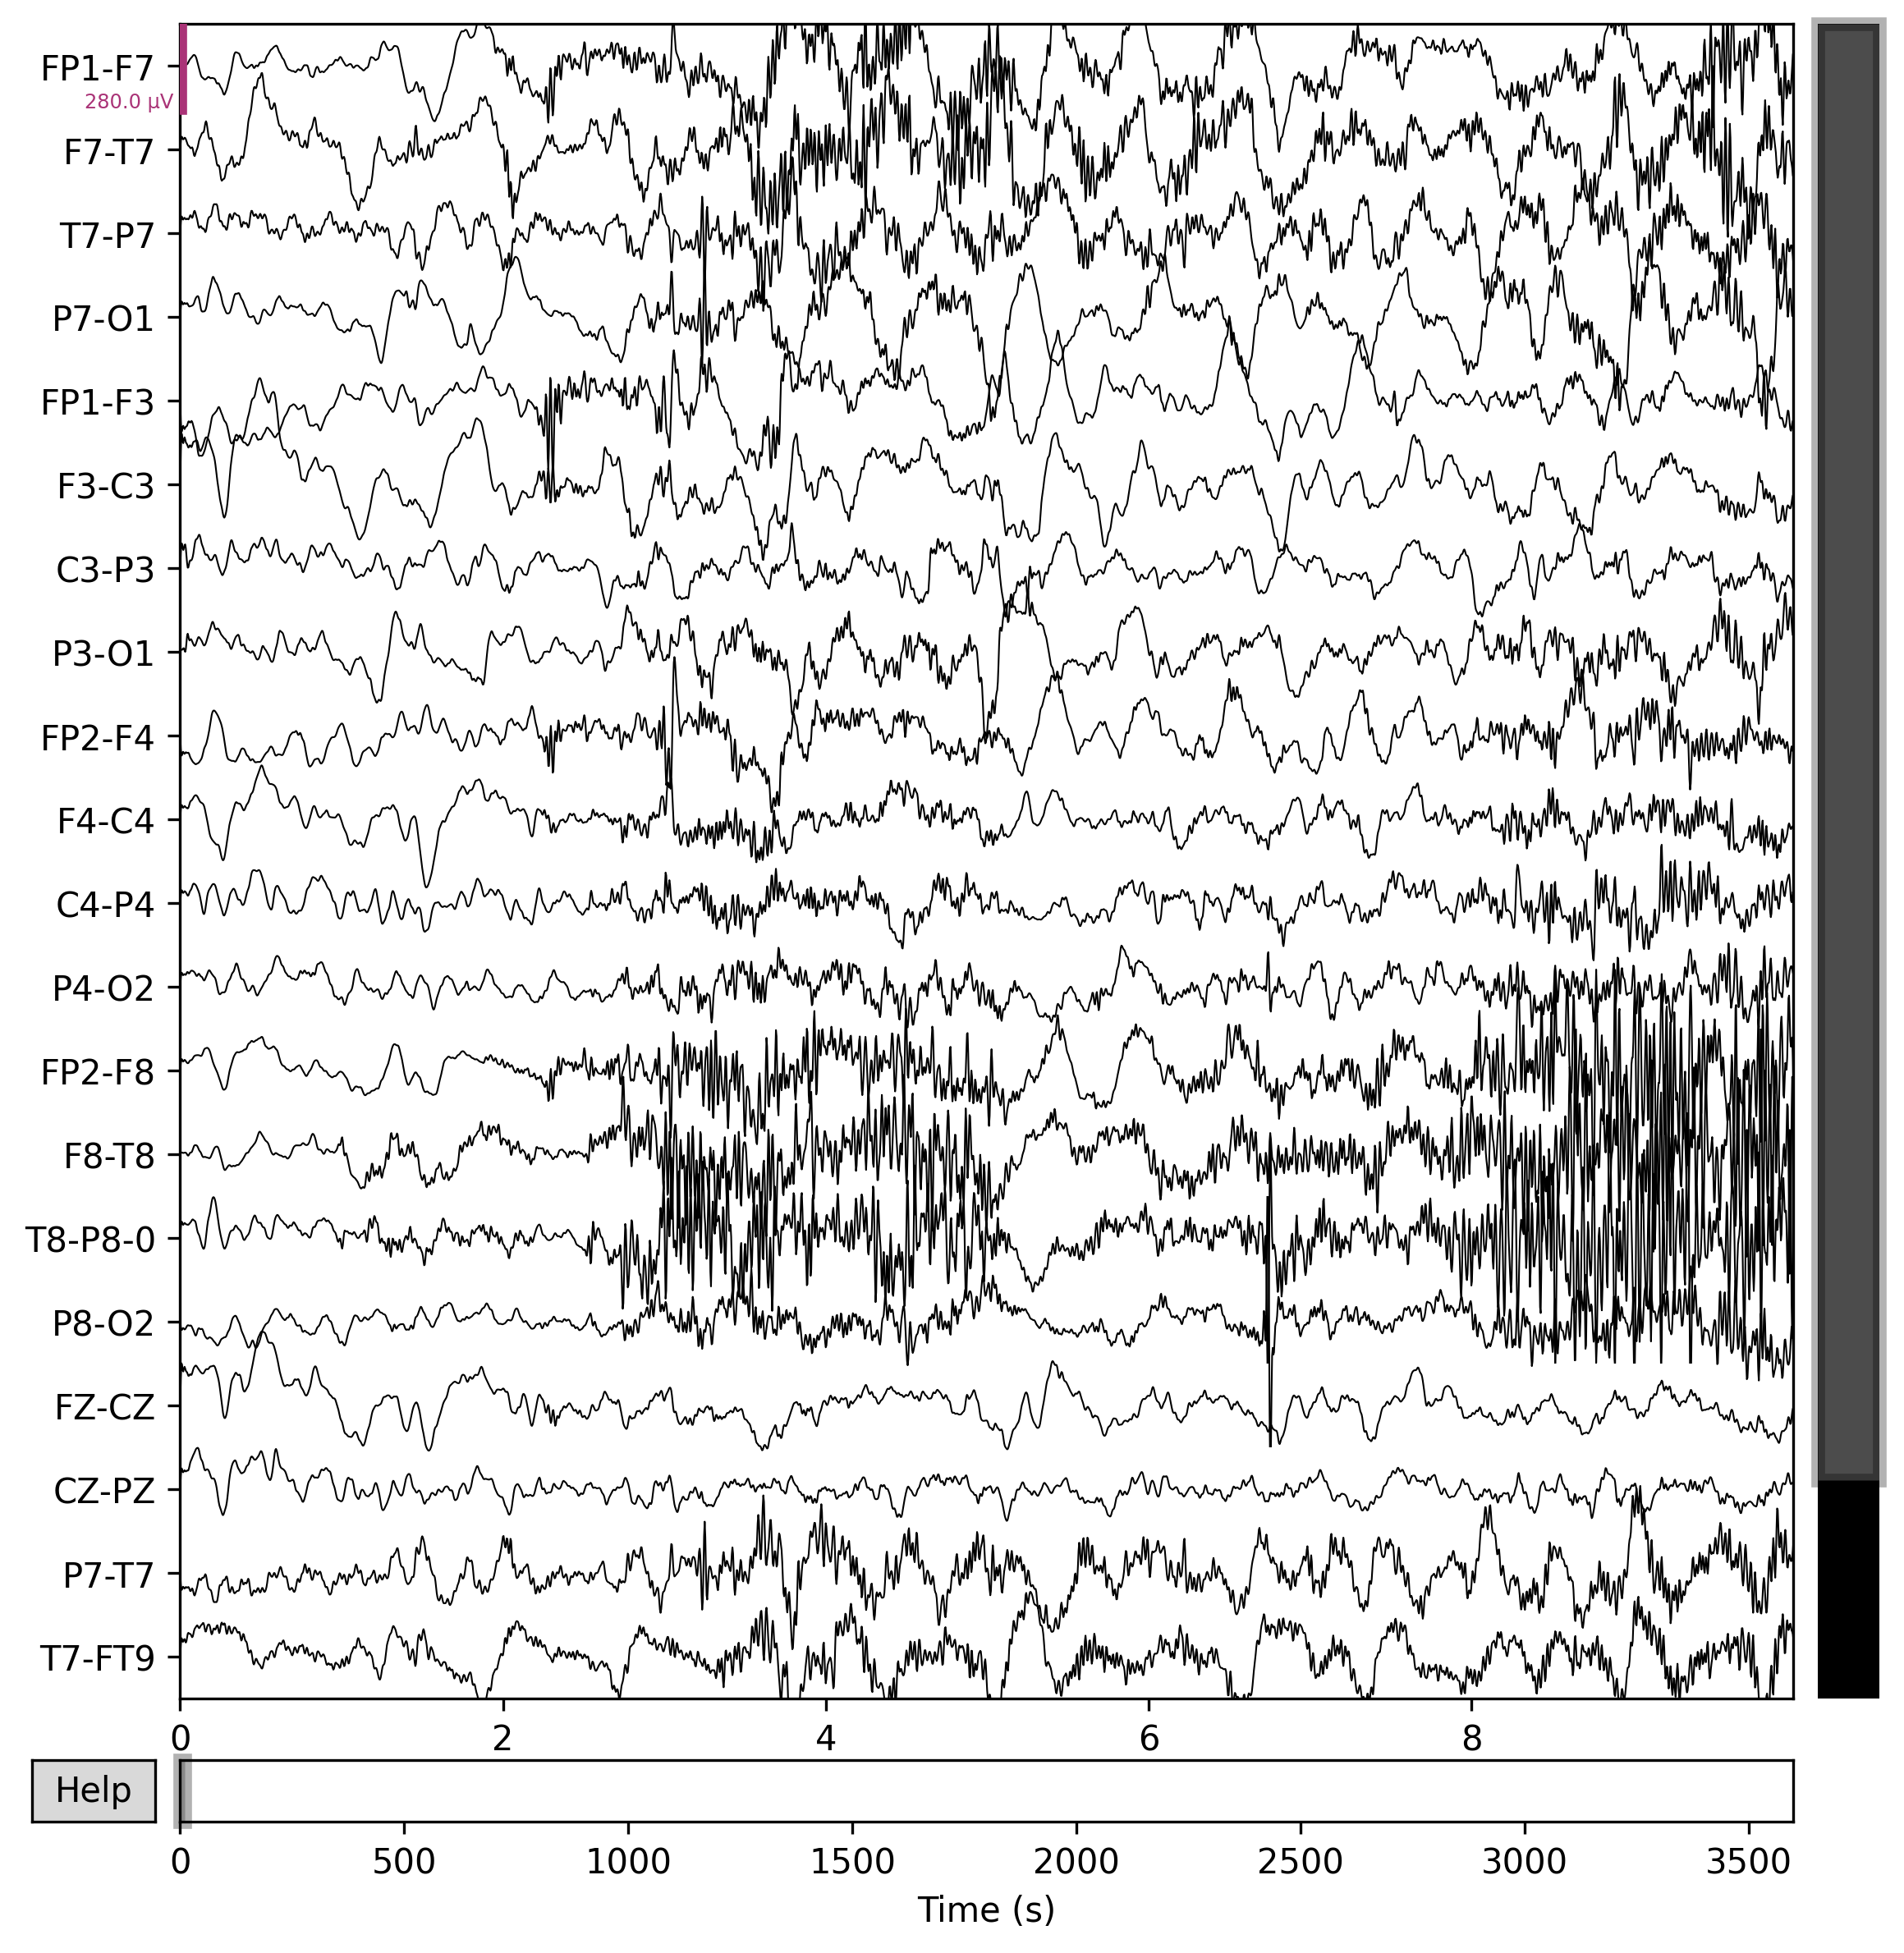 FP1-F7
280.0 µV
F7-T7
T7-P7
P7-O1
FP1-F3
F3-C3
C3-P3
P3-O1
FP2-F4
F4-C4
C4-P4
P4-O2
FP2-F8
F8-T8
T8-P8-0
P8-O2
FZ-CZ
CZ-PZ
P7-T7
T7-FT9
0 2 4 6 8
Help
0 500 1000 1500 2000 2500 3000 3500
Time (s)